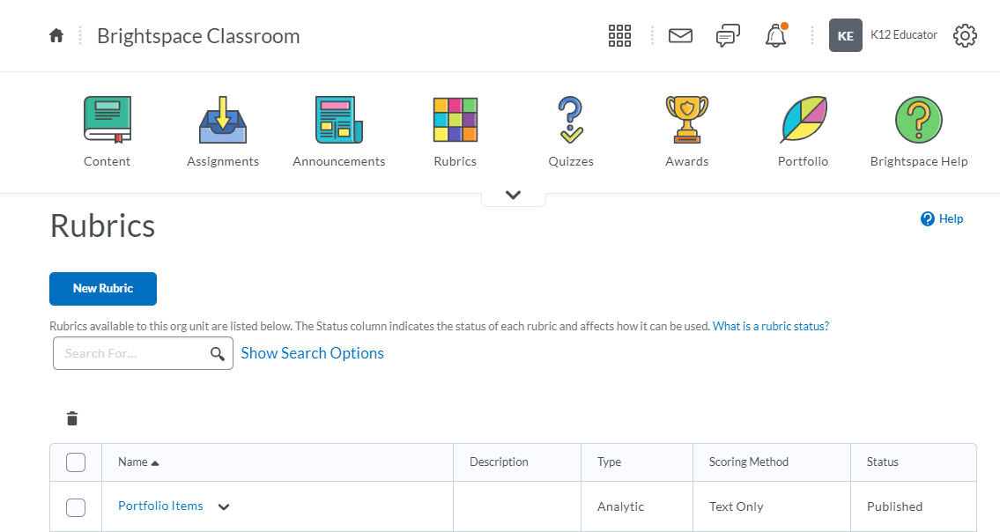 Brightspace Classroom
KE K12 Educator
Content Assignments Announcements Rubrics Quizzes Awards Portfolio Brightspace Help
Rubrics
Help
New Rubric
Rubrics available to this org unit are listed below. The Status column indicates the status of each rubric and affects how it can be used. What is a rubric status?
Search For... Show Search Options
Name Description Type Scoring Method Status
Portfolio Items Analytic Text Only Published